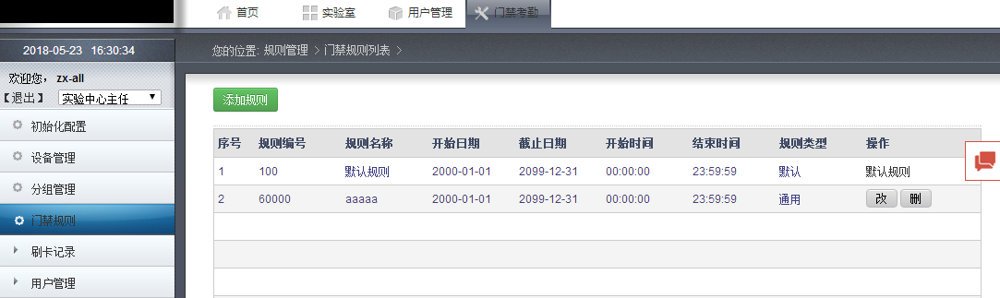 首页 实验室 用户管理 门禁考勤
2018-05-23 16:30:34
您的位置: 规则管理 > 门禁规则列表 >
欢迎您， zx-all
【退出】 实验中心主任
添加规则
初始化配置
设备管理
分组管理
门禁规则
刷卡记录
用户管理
序号 规则编号 规则名称 开始日期 截止日期 开始时间 结束时间 规则类型 操作
1 100 默认规则 2000-01-01 2099-12-31 00:00:00 23:59:59 默认 默认规则
2 60000 aaaaa 2000-01-01 2099-12-31 00:00:00 23:59:59 通用 改 删